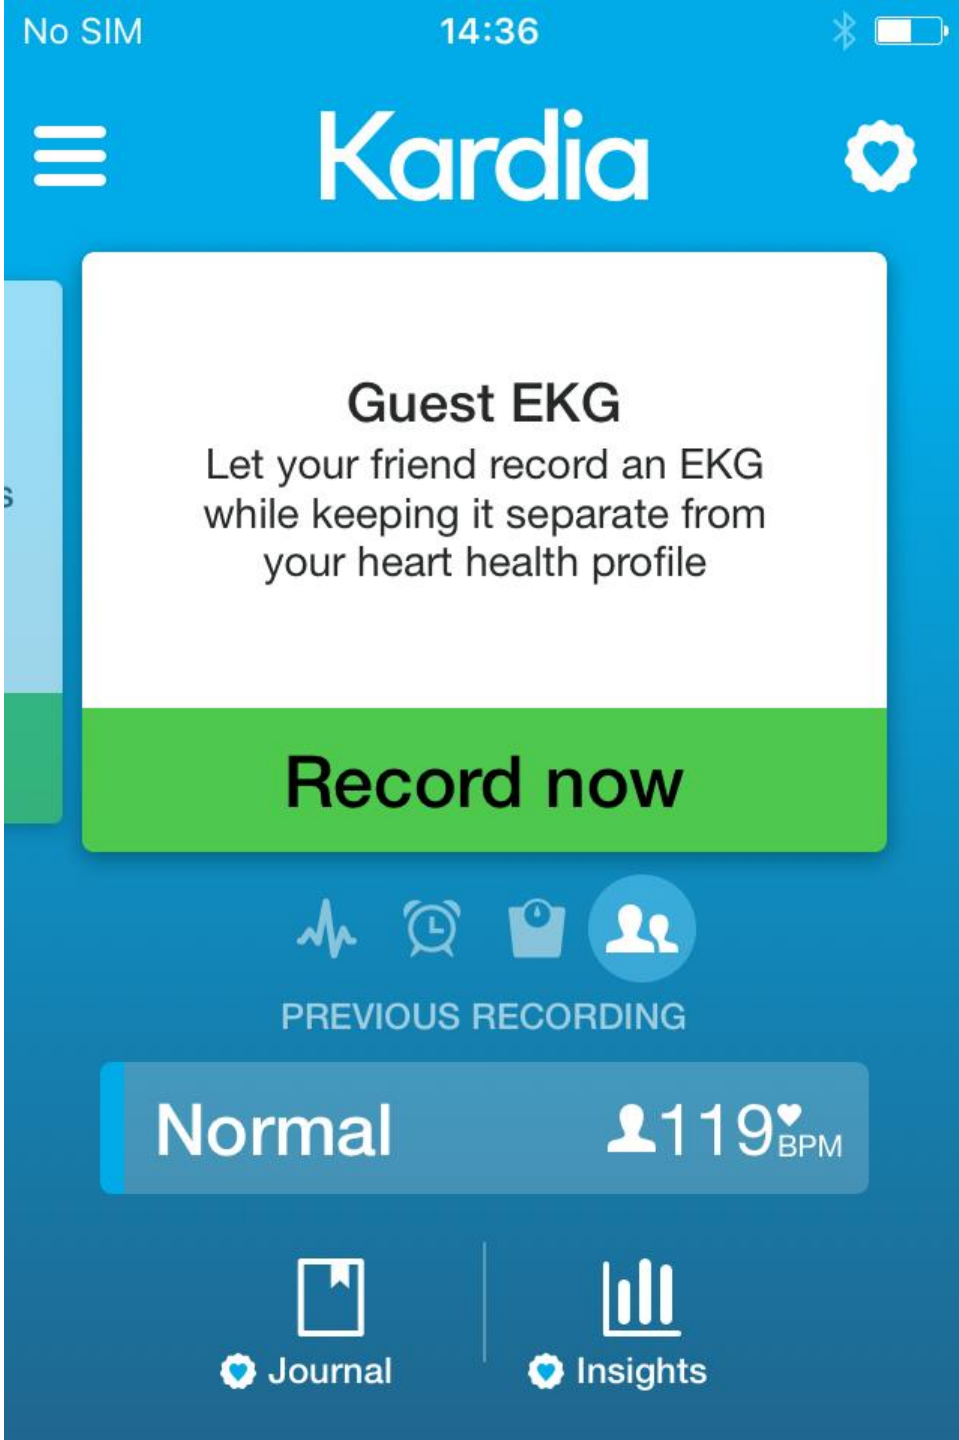 No SIM 14:36
Kardia
Guest EKG
Let your friend record an EKG
while keeping it separate from
your heart health profile
s
Record now
PREVIOUS RECORDING
Normal 119 BPM
Journal Insights